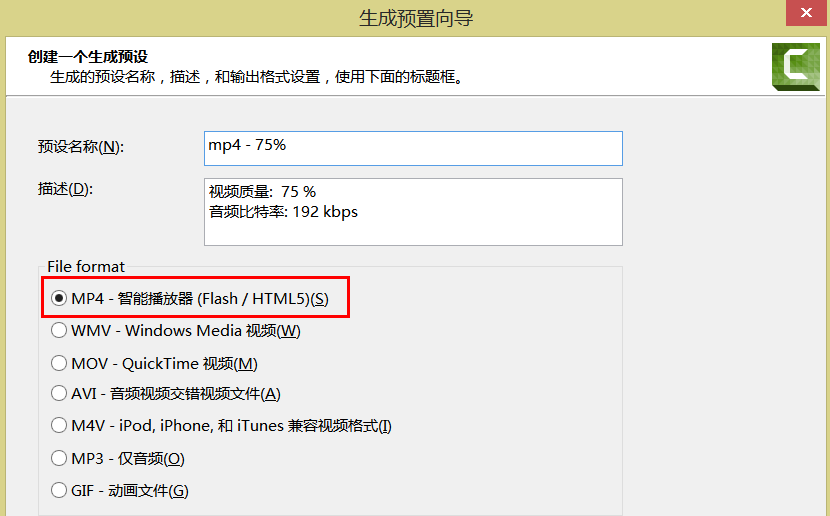 生成预置向导
创建一个生成预设
生成的预设名称，描述，和输出格式设置，使用下面的标题框。
预设名称(N):
mp4 - 75%
描述(D):
视频质量: 75 %
音频比特率: 192 kbps
File format
MP4 - 智能播放器 (Flash / HTML5)(S)
WMV - Windows Media 视频(W)
MOV - QuickTime 视频(M)
AVI - 音频视频交错视频文件(A)
M4V - iPod, iPhone, 和 iTunes 兼容视频格式(I)
MP3 - 仅音频(O)
GIF - 动画文件(G)